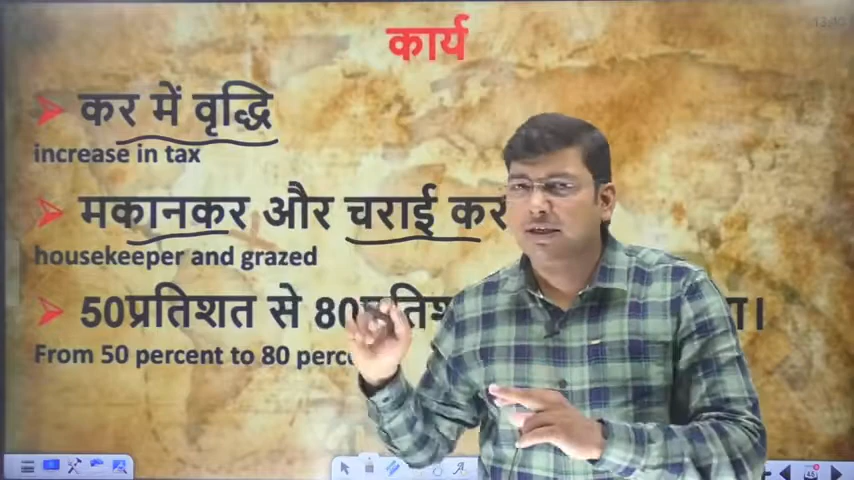 कार्य
कर में वृद्धि
increase in tax
मकानकर और चराई कर
housekeeper and grazed
50प्रतिशत से 80
From 50 percent to 80